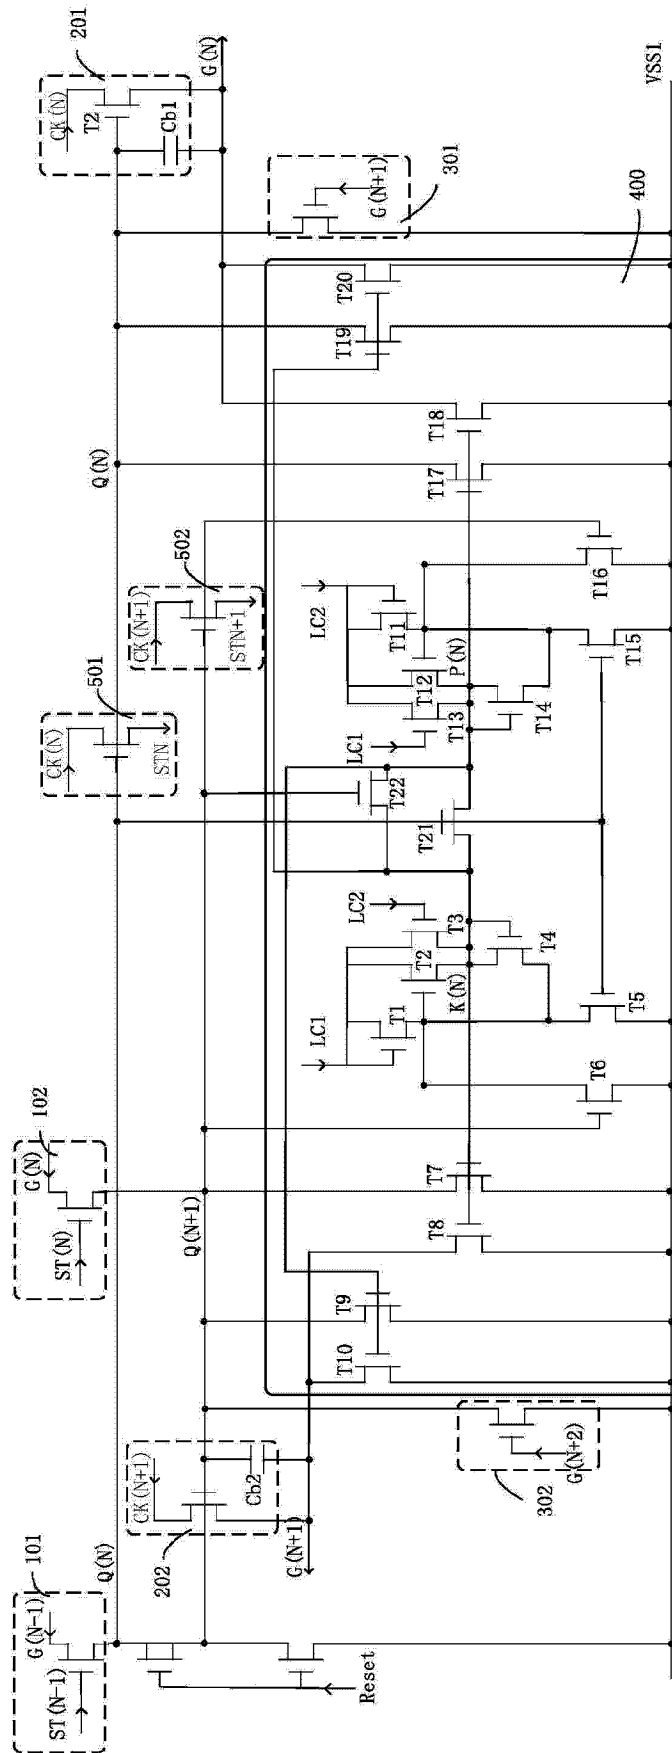 101
G(N-1)
ST(N-1)
Q(N)
Reset
202
CK(N+1)
Cb2
G(N+1)
302
G(N+2)
102
G(N)
ST(N)
Q(N+1)
T10
T9
T8
T7
T6
LC1
T1
T2
K(N)
LC2
T3
T4
T5
501
CK(N)
STN
T21
T22
502
CK(N+1)
STN+1
LC1
LC2
T13
T12
T11
P(N)
T14
T15
T16
Q(N)
T17
T18
T19
T20
400
301
G(N+1)
201
CK(N)
T2
Cb1
G(N)
VSS1